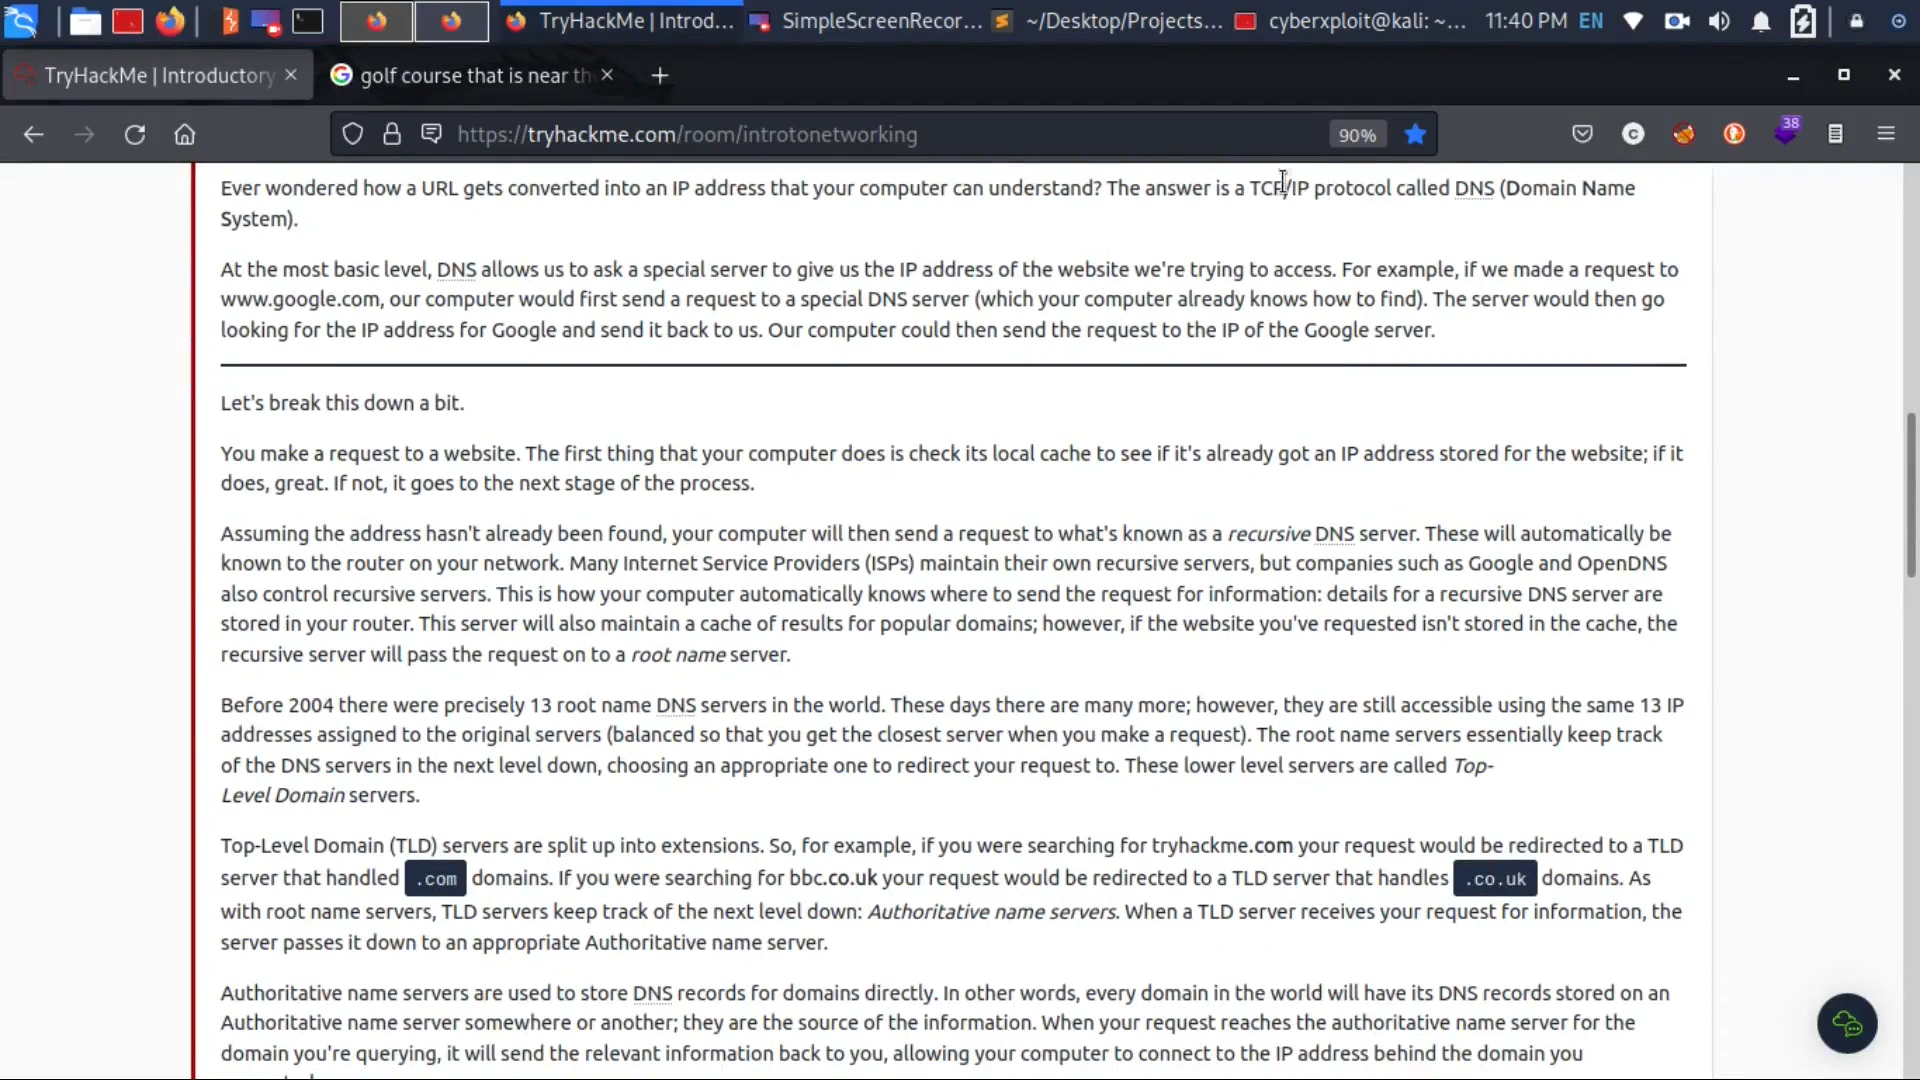 TryHackMe | Introd...
SimpleScreenRecor...
~/Desktop/Projects...
cyberxploit@kali: ~...
11:40 PM EN
TryHackMe | Introductory
golf course that is near th
https://tryhackme.com/room/introtonetworking
90%
38
Ever wondered how a URL gets converted into an IP address that your computer can understand? The answer is a TCP/IP protocol called DNS (Domain Name
System).
At the most basic level, DNS allows us to ask a special server to give us the IP address of the website we're trying to access. For example, if we made a request to
www.google.com, our computer would first send a request to a special DNS server (which your computer already knows how to find). The server would then go
looking for the IP address for Google and send it back to us. Our computer could then send the request to the IP of the Google server.
Let's break this down a bit.
You make a request to a website. The first thing that your computer does is check its local cache to see if it's already got an IP address stored for the website; if it
does, great. If not, it goes to the next stage of the process.
Assuming the address hasn't already been found, your computer will then send a request to what's known as a recursive DNS server. These will automatically be
known to the router on your network. Many Internet Service Providers (ISPs) maintain their own recursive servers, but companies such as Google and OpenDNS
also control recursive servers. This is how your computer automatically knows where to send the request for information: details for a recursive DNS server are
stored in your router. This server will also maintain a cache of results for popular domains; however, if the website you've requested isn't stored in the cache, the
recursive server will pass the request on to a root name server.
Before 2004 there were precisely 13 root name DNS servers in the world. These days there are many more; however, they are still accessible using the same 13 IP
addresses assigned to the original servers (balanced so that you get the closest server when you make a request). The root name servers essentially keep track
of the DNS servers in the next level down, choosing an appropriate one to redirect your request to. These lower level servers are called Top-
Level Domain servers.
Top-Level Domain (TLD) servers are split up into extensions. So, for example, if you were searching for tryhackme.com your request would be redirected to a TLD
server that handled .com domains. If you were searching for bbc.co.uk your request would be redirected to a TLD server that handles .co.uk domains. As
with root name servers, TLD servers keep track of the next level down: Authoritative name servers. When a TLD server receives your request for information, the
server passes it down to an appropriate Authoritative name server.
Authoritative name servers are used to store DNS records for domains directly. In other words, every domain in the world will have its DNS records stored on an
Authoritative name server somewhere or another; they are the source of the information. When your request reaches the authoritative name server for the
domain you're querying, it will send the relevant information back to you, allowing your computer to connect to the IP address behind the domain you